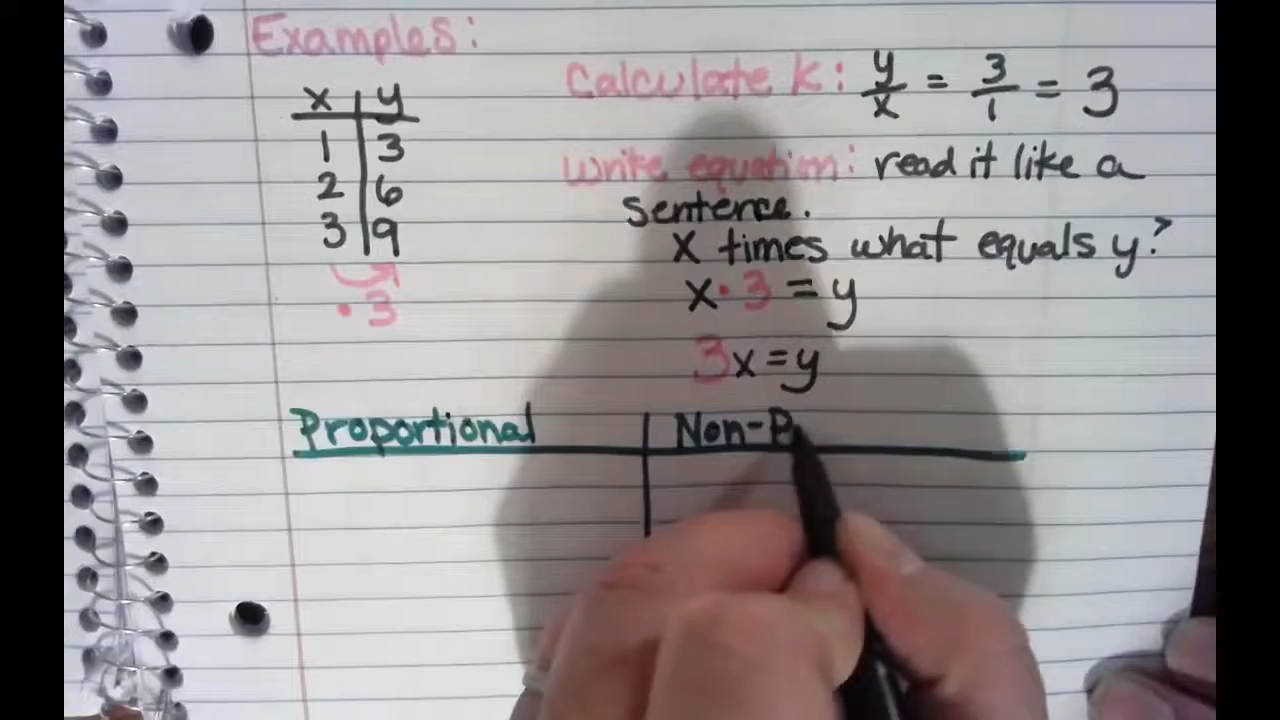 Examples:
x y
1 3
2 6
3 9
• 3
Calculate k: y/x = 3/1 = 3
Write equation: read it like a
sentence.
x times what equals y?
x • 3 = y
3x = y
Proportional Non-P